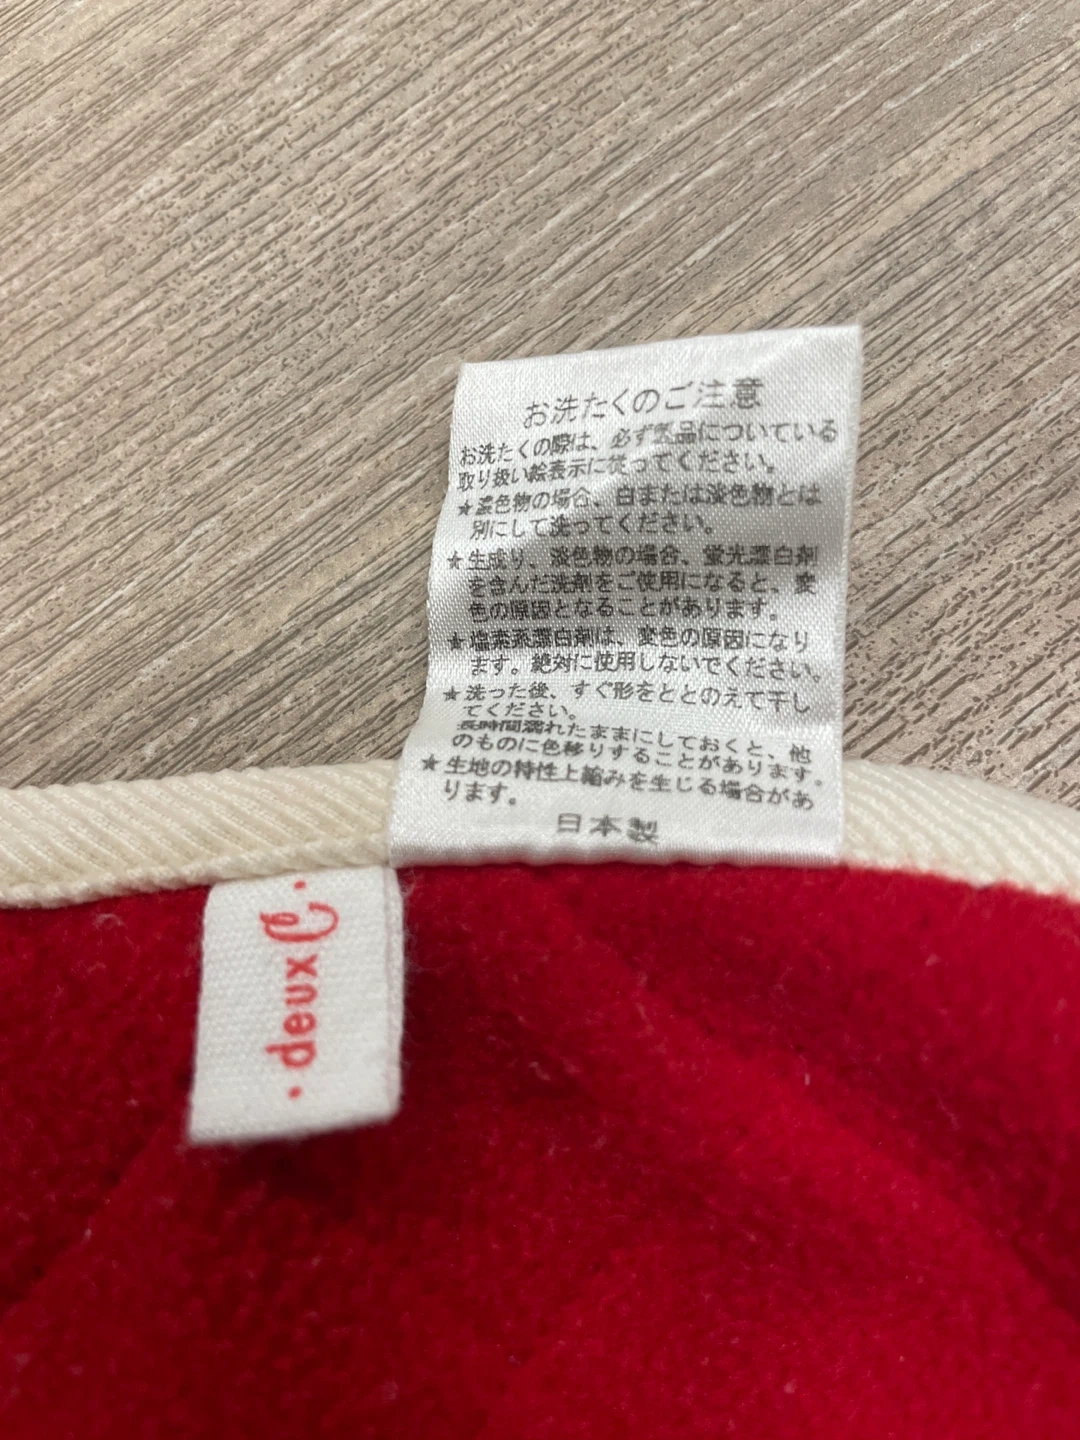 お洗たくのご注意
お洗たくの際は、必ず製品についている
取り扱い絵表示に従ってください。
★濃色物の場合、白または淡色物とは
別にして洗ってください。
★生成り、淡色物の場合、蛍光漂白剤
を含んだ洗剤をご使用になると、変
色の原因となることがあります。
★塩素系漂白剤は、変色の原因になり
ます。絶対に使用しないでください。
★洗った後、すぐ形をととのえて干し
てください。
長時間濡れたままにしておくと、他
のものに色移りすることがあります。
★生地の特性上縮みを生じる場合があ
ります。
日本製
・deux C・